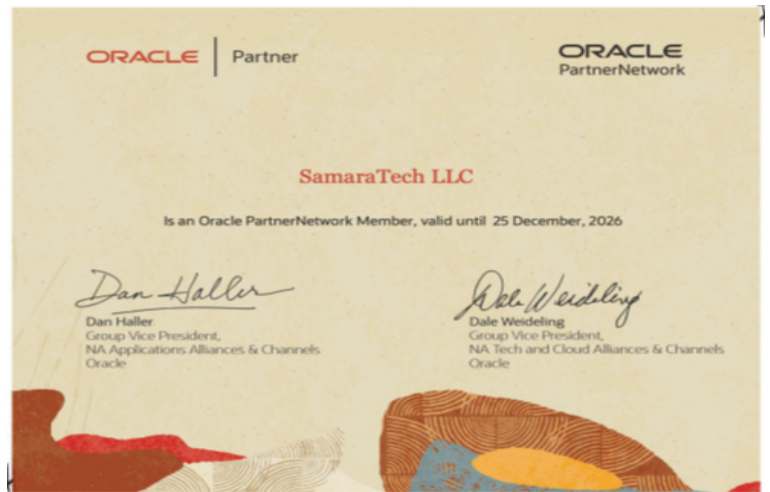 ORACLE | Partner
ORACLE
PartnerNetwork
SamaraTech LLC
Is an Oracle PartnerNetwork Member, valid until 25 December, 2026
Dan Haller
Dale Weideling
Dan Haller
Group Vice President,
NA Applications Alliances & Channels
Oracle
Dale Weideling
Group Vice President,
NA Tech and Cloud Alliances & Channels
Oracle